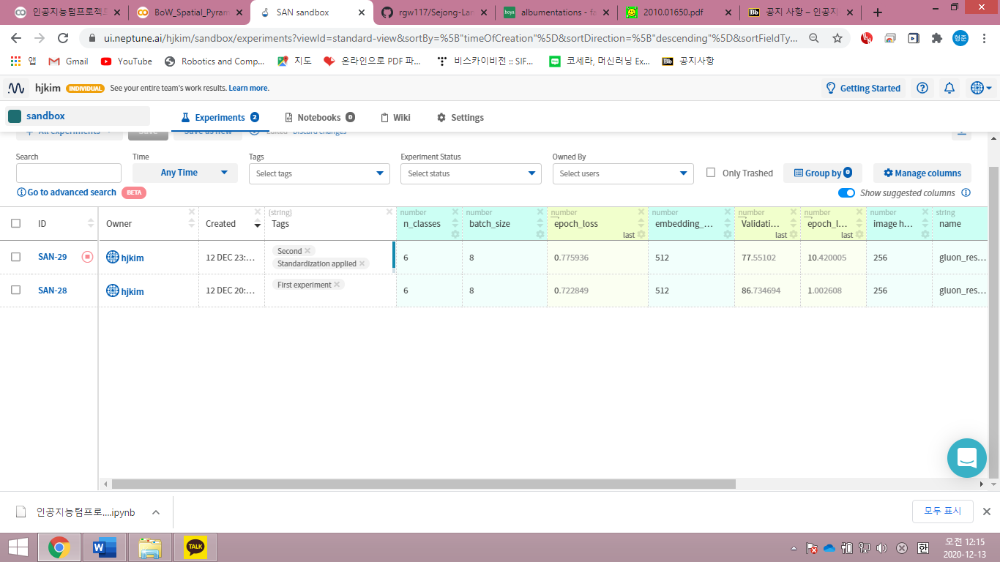 인공지능텀프로젝트
BoW_Spatial_Pyram
SAN sandbox
rgw117/Sejong-Lan
hoya
albumentations - fa
2010.01650.pdf
Bb
공지 사항 – 인공지
ui.neptune.ai/hjkim/sandbox/experiments?viewId=standard-view&sortBy=%5B"timeOfCreation"%5D&sortDirection=%5B"descending"%5D&sortFieldTy...
형준
앱
Gmail
YouTube
Robotics and Comp...
지도
온라인으로 PDF 파...
비스카이비전 :: SIF...
코세라, 머신러닝 Ex...
Bb
공지사항
hjkim
INDIVIDUAL
See your entire team's work results. Learn more.
Getting Started
sandbox
Experiments 2
Notebooks 0
Wiki
Settings
All experiments
Save
Save as new
Edited
Discard changes
Search
Time
Tags
Experiment Status
Owned By
Any Time
Select tags
Select status
Select users
Only Trashed
Group by 0
Manage columns
Go to advanced search
BETA
Show suggested columns
(string)
number
number
number
number
number
number
number
string
ID
Owner
Created
Tags
n_classes
batch_size
epoch_loss
embedding_...
Validati...
epoch_l...
image h...
name
last
last
last
SAN-29
hjkim
12 DEC 23:...
Second
Standardization applied
6
8
0.775936
512
77.55102
10.420005
256
gluon_res...
SAN-28
hjkim
12 DEC 20:...
First experiment
6
8
0.722849
512
86.734694
1.002608
256
gluon_res...
인공지능텀프로....ipynb
모두 표시
TALK
한
오전 12:15
2020-12-13